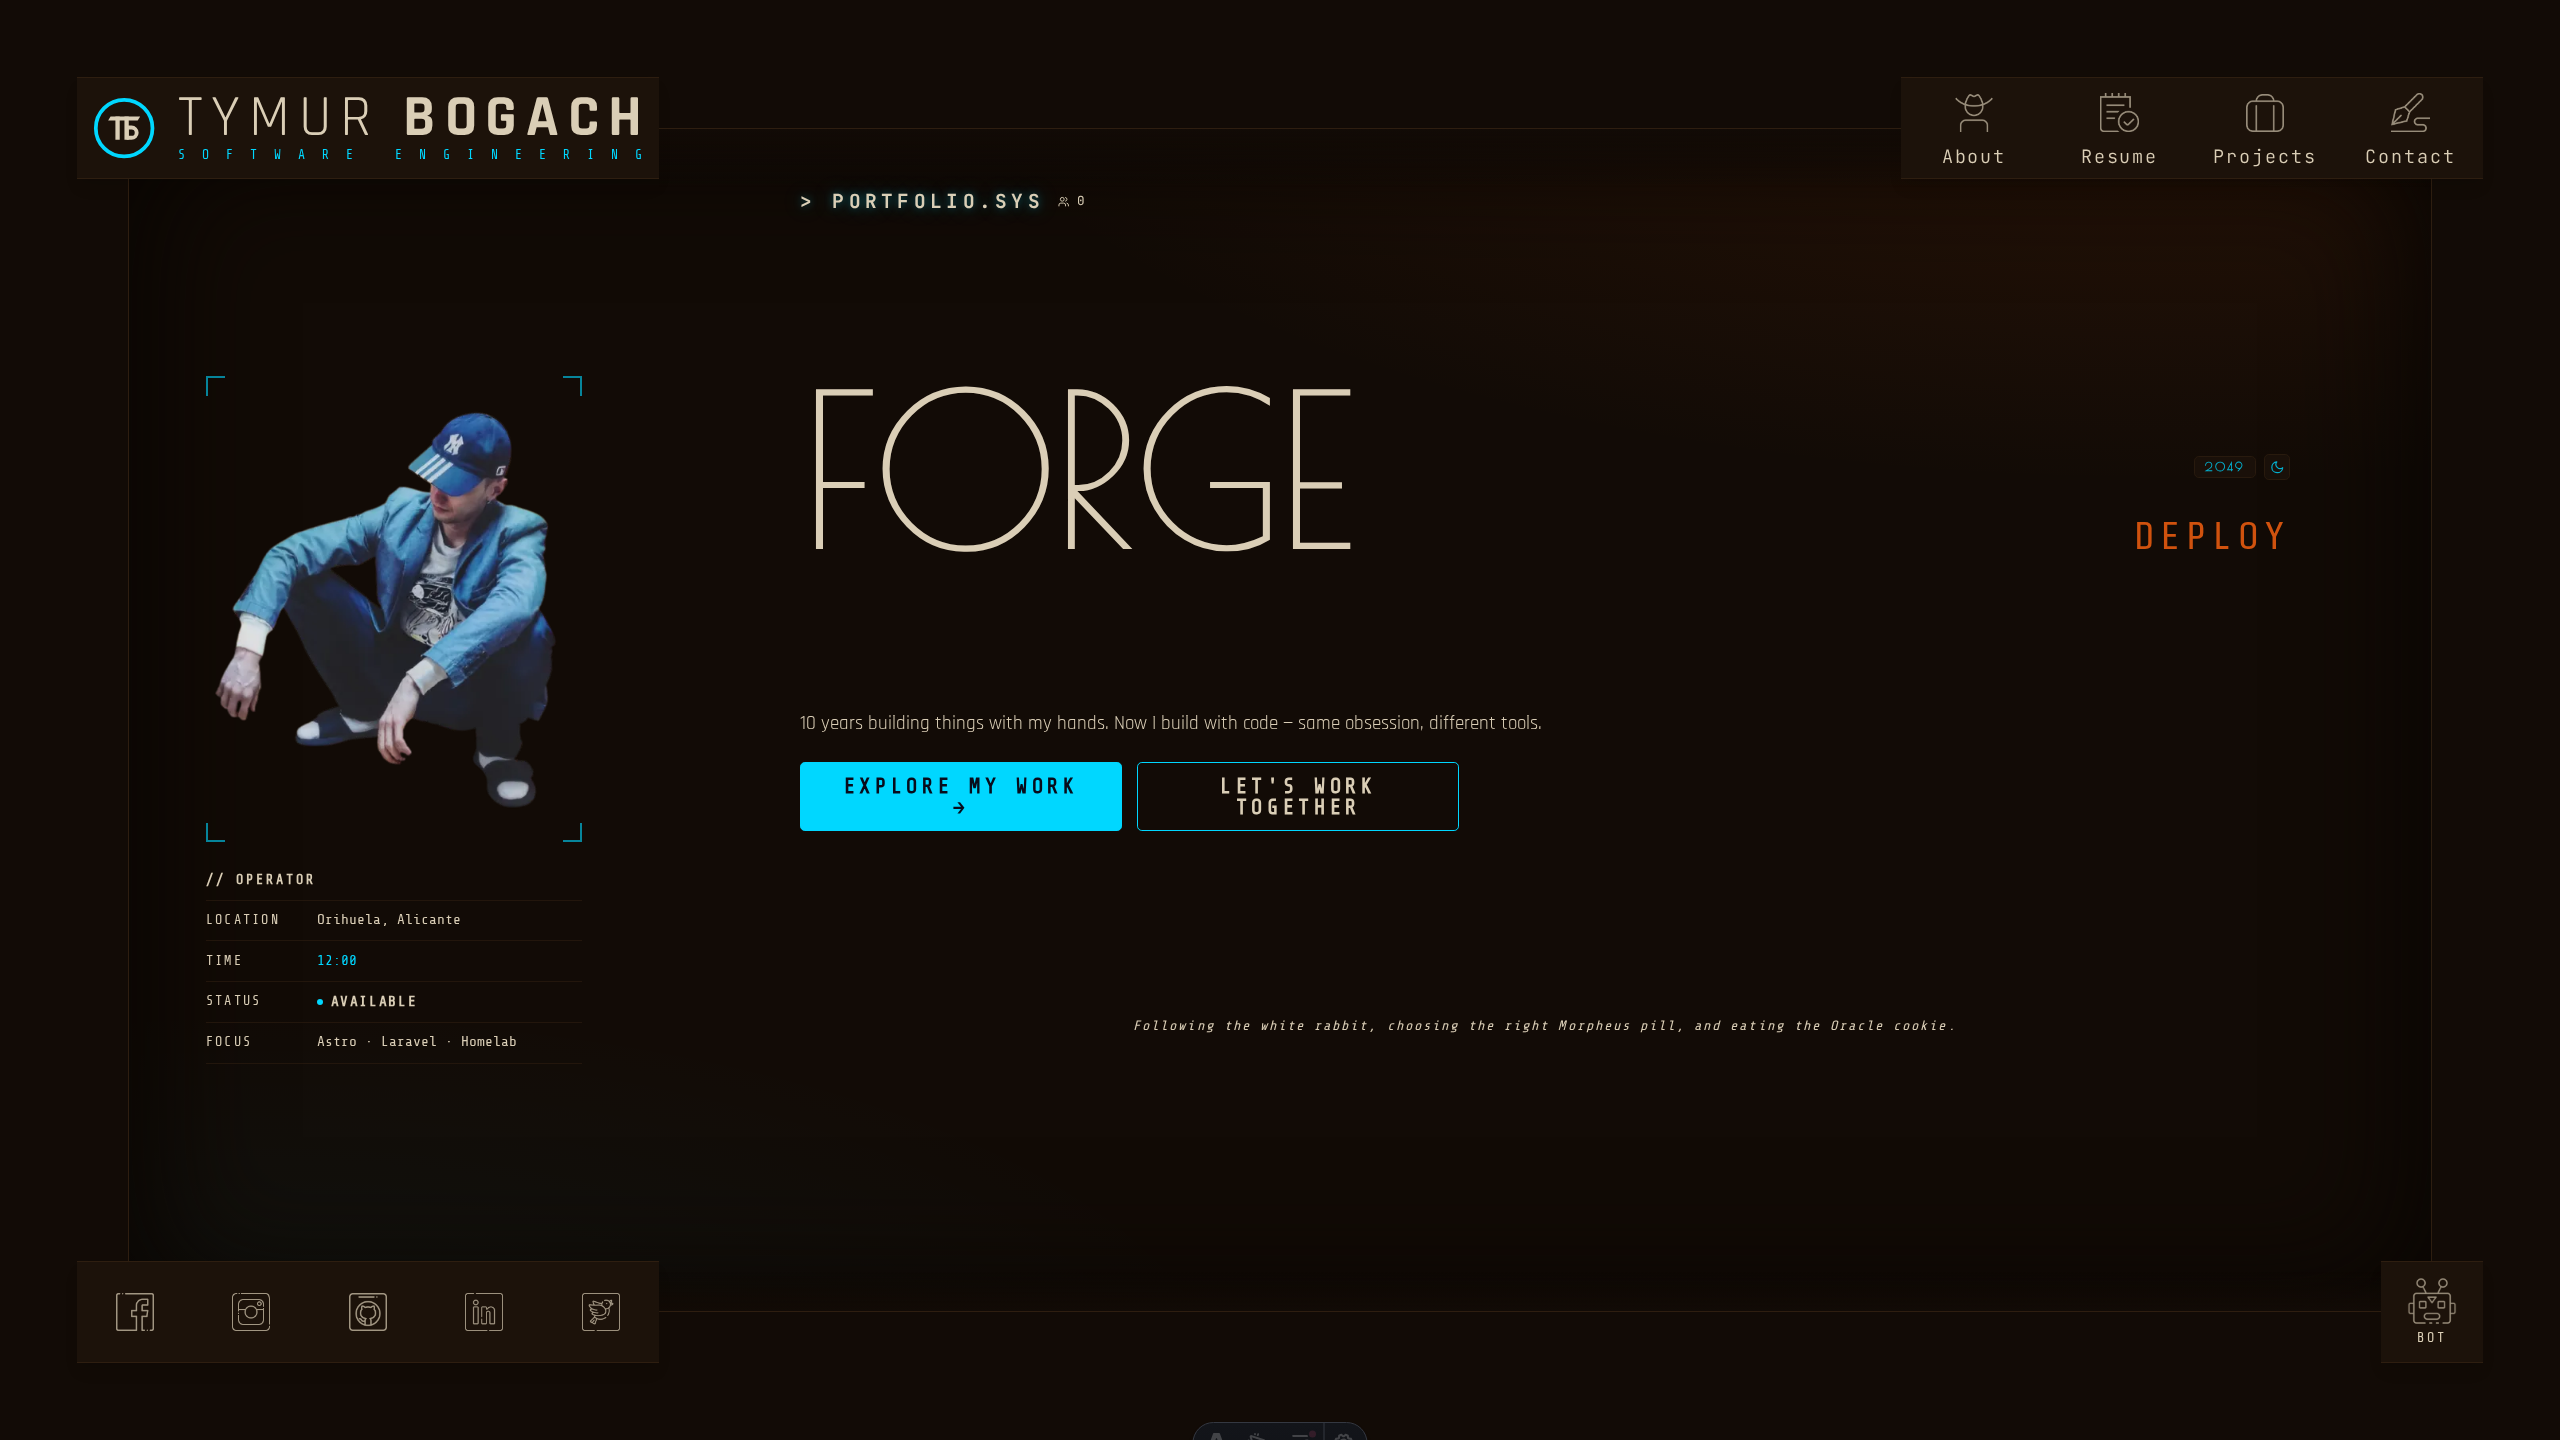 TБ
TYMUR BOGACH
SOFTWARE ENGINEERING
About
Resume
Projects
Contact
> PORTFOLIO.SYS 0
FORGE
2049
DEPLOY
10 years building things with my hands. Now I build with code — same obsession, different tools.
EXPLORE MY WORK
→
LET'S WORK
TOGETHER
// OPERATOR
LOCATION Orihuela, Alicante
TIME 12:00
STATUS AVAILABLE
FOCUS Astro · Laravel · Homelab
Following the white rabbit, choosing the right Morpheus pill, and eating the Oracle cookie.
BOT